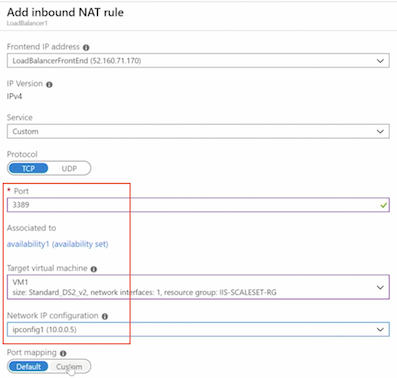 Add inbound NAT rule
LoadBalancer1
Frontend IP address
LoadBalancerFrontEnd (52.160.71.170)
IP Version
IPv4
Service
Custom
Protocol
TCP UDP
* Port
3389
Associated to
availability1 (availability set)
Target virtual machine
VM1
size: Standard_DS2_v2, network interfaces: 1, resource group: IIS-SCALESET-RG
Network IP configuration
ipconfig1 (10.0.0.5)
Port mapping
Default Custom